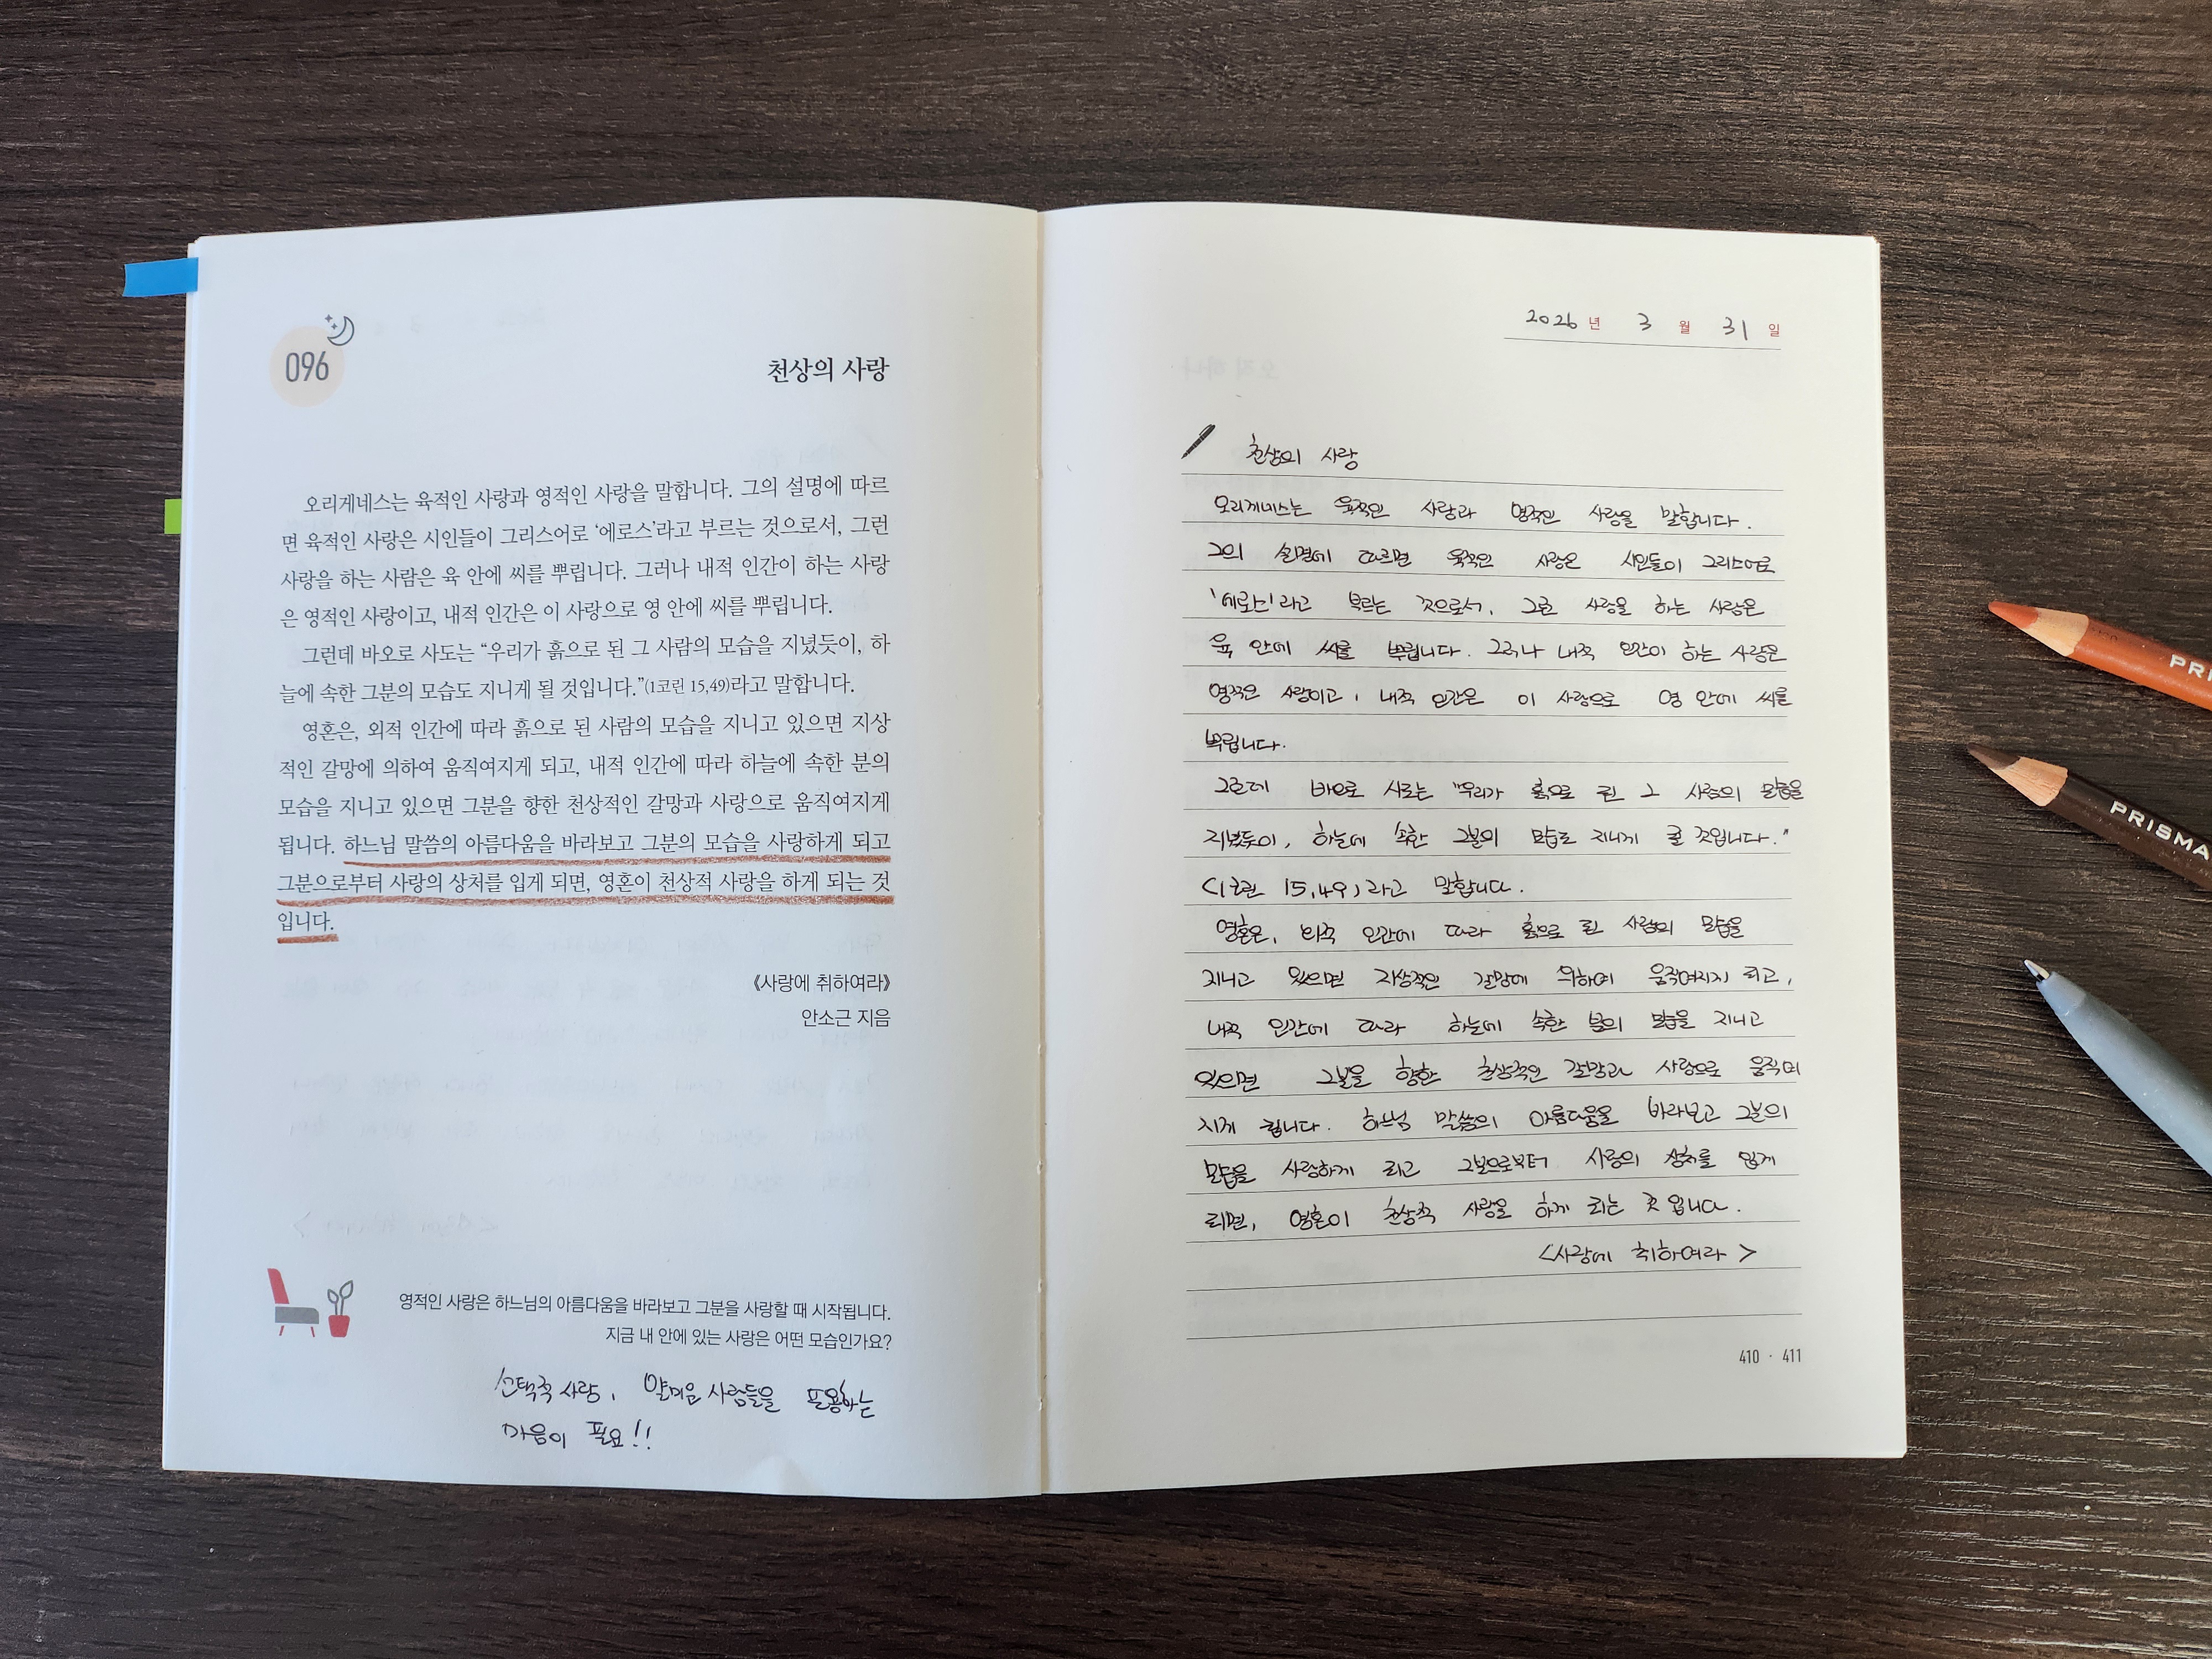 096
천상의 사랑
오리게네스는 육적인 사랑과 영적인 사랑을 말합니다. 그의 설명에 따르
면 육적인 사랑은 시인들이 그리스어로 ‘에로스’라고 부르는 것으로서, 그런
사랑을 하는 사람은 육 안에 씨를 뿌립니다. 그러나 내적 인간이 하는 사랑
은 영적인 사랑이고, 내적 인간은 이 사랑으로 영 안에 씨를 뿌립니다.
그런데 바오로 사도는 “우리가 흙으로 된 그 사람의 모습을 지녔듯이, 하
늘에 속한 그분의 모습도 지니게 될 것입니다.”(1코린 15,49)라고 말합니다.
영혼은, 외적 인간에 따라 흙으로 된 사람의 모습을 지니고 있으면 지상
적인 갈망에 의하여 움직여지게 되고, 내적 인간에 따라 하늘에 속한 분의
모습을 지니고 있으면 그분을 향한 천상적인 갈망과 사랑으로 움직여지게
됩니다. 하느님 말씀의 아름다움을 바라보고 그분의 모습을 사랑하게 되고
그분으로부터 사랑의 상처를 입게 되면, 영혼이 천상적 사랑을 하게 되는 것
입니다.
《사랑에 취하여라》
안소근 지음
영적인 사랑은 하느님의 아름다움을 바라보고 그분을 사랑할 때 시작됩니다.
지금 내 안에 있는 사랑은 어떤 모습인가요?
선택적 사랑, 얄미운 사람들을 포용하는
마음이 필요!!
2026 년 3 월 31 일
천상의 사랑
오리게네스는 육적인 사랑과 영적인 사랑을 말합니다.
그의 설명에 따르면 육적인 사랑은 시인들이 그리스어로
'에로스'라고 부르는 것으로서, 그런 사랑을 하는 사람은
육 안에 씨를 뿌립니다. 그러나 내적 인간이 하는 사랑은
영적인 사랑이고, 내적 인간은 이 사랑으로 영 안에 씨를
뿌립니다.
그런데 바오로 사도는 "우리가 흙으로 된 그 사람의 모습을
지녔듯이, 하늘에 속한 그분의 모습도 지니게 될 것입니다."
(1코린 15,49)라고 말합니다.
영혼은, 외적 인간에 따라 흙으로 된 사람의 모습을
지니고 있으면 지상적인 갈망에 의하여 움직여지게 되고,
내적 인간에 따라 하늘에 속한 분의 모습을 지니고
있으면 그분을 향한 천상적인 갈망과 사랑으로 움직여
지게 됩니다. 하느님 말씀의 아름다움을 바라보고 그분의
모습을 사랑하게 되고 그분으로부터 사랑의 상처를 입게
되면, 영혼이 천상적 사랑을 하게 되는 것 입니다.
<사랑에 취하여라>
410 · 411
PRI
PRISMA